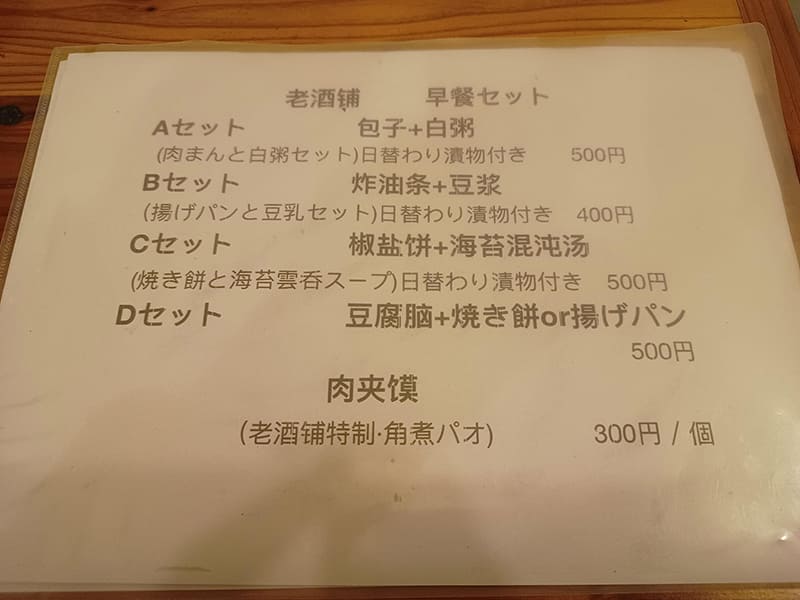 老酒铺 早餐セット
Aセット 包子+白粥
(肉まんと白粥セット)日替わり漬物付き 500円
Bセット 炸油条+豆浆
(揚げパンと豆乳セット)日替わり漬物付き 400円
Cセット 椒盐饼+海苔混沌汤
(焼き餅と海苔雲呑スープ)日替わり漬物付き 500円
Dセット 豆腐脑+焼き餅or揚げパン
500円
肉夹馍
(老酒铺特制·角煮パオ) 300円 / 個